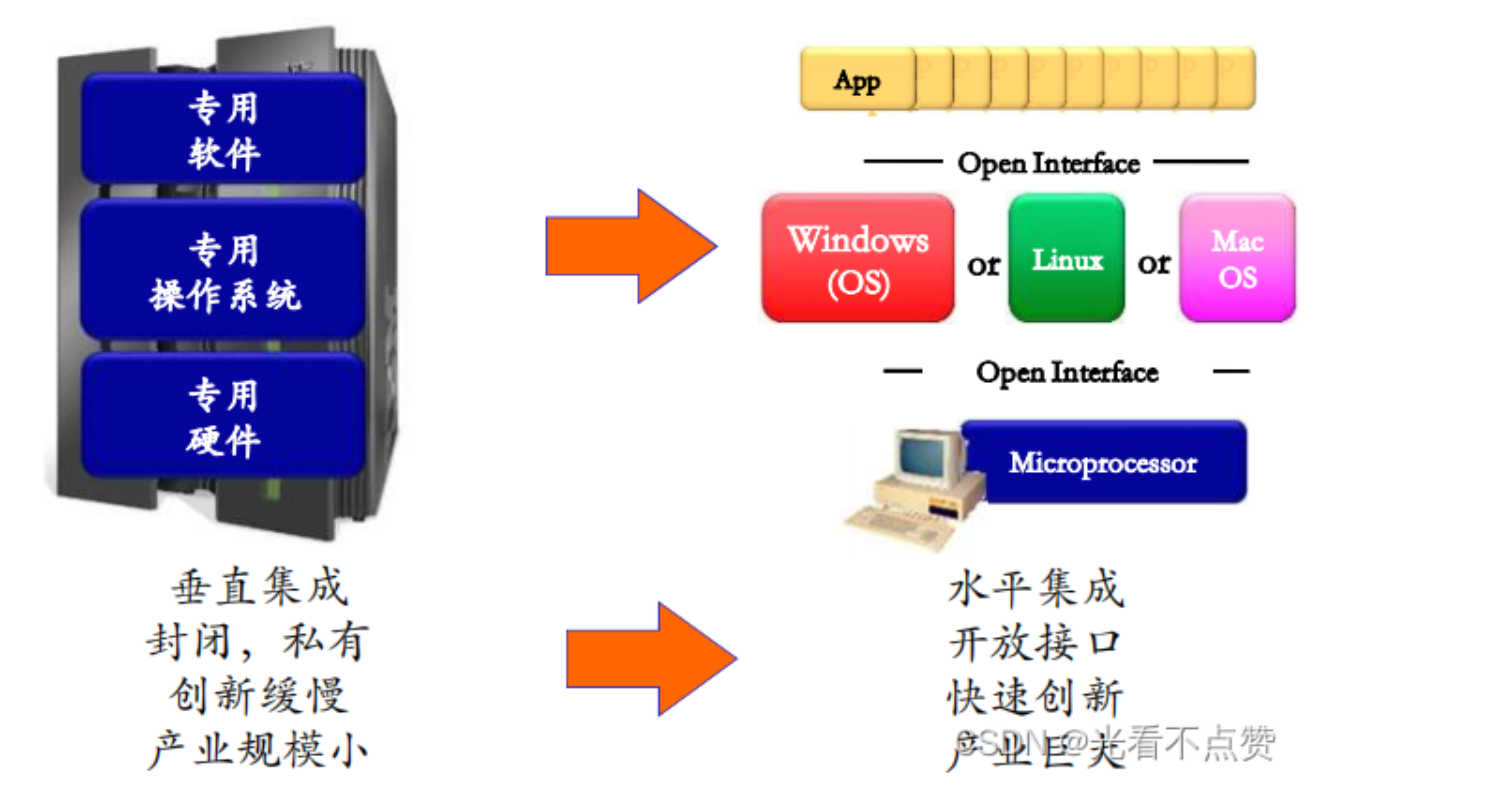 专用
软件
专用
操作系统
专用
硬件
垂直集成
封闭，私有
创新缓慢
产业规模小
App
Open Interface
Windows
(OS)
or
Linux
or
Mac
OS
Open Interface
Microprocessor
水平集成
开放接口
快速创新
产业巨大
CSDN @光看不点赞